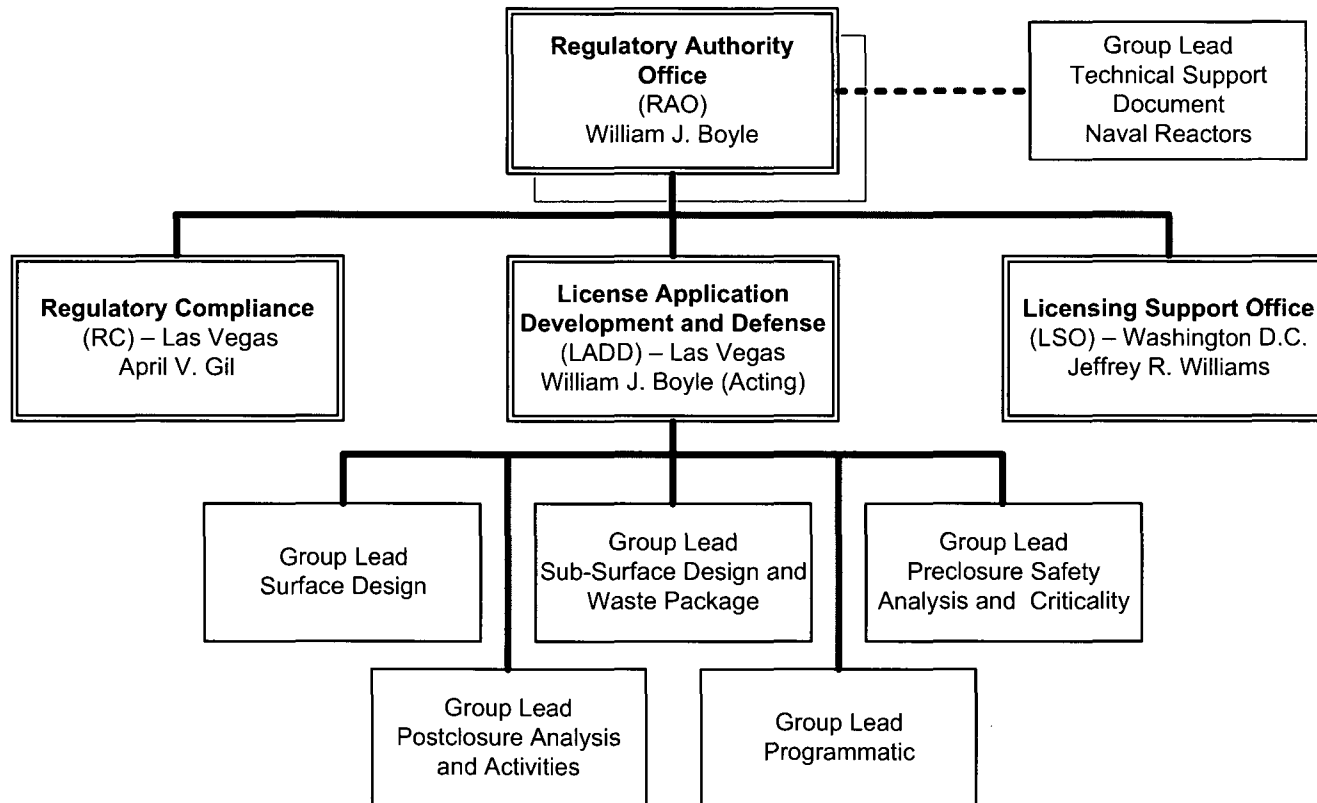 Regulatory Authority
Office
(RAO)
William J. Boyle
Group Lead
Technical Support
Document
Naval Reactors
Regulatory Compliance
(RC) – Las Vegas
April V. Gil
License Application
Development and Defense
(LADD) – Las Vegas
William J. Boyle (Acting)
Licensing Support Office
(LSO) – Washington D.C.
Jeffrey R. Williams
Group Lead
Surface Design
Group Lead
Sub-Surface Design and
Waste Package
Group Lead
Preclosure Safety
Analysis and Criticality
Group Lead
Postclosure Analysis
and Activities
Group Lead
Programmatic